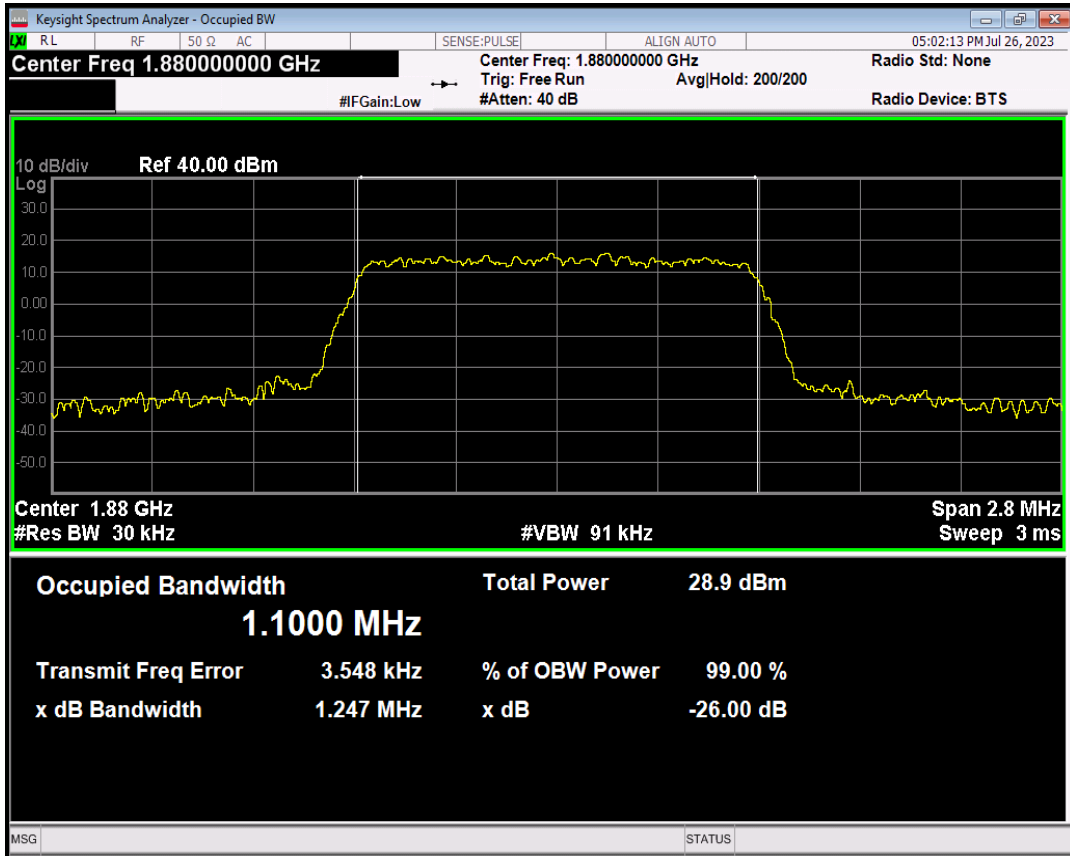 Keysight Spectrum Analyzer - Occupied BW
LXI RL RF 50 Ω AC SENSE:PULSE ALIGN AUTO 05:02:13 PM Jul 26, 2023
Center Freq 1.880000000 GHz Center Freq: 1.880000000 GHz Radio Std: None
Trig: Free Run Avg|Hold: 200/200
#IFGain:Low #Atten: 40 dB Radio Device: BTS
10 dB/div Ref 40.00 dBm
Log
30.0
20.0
10.0
0.00
-10.0
-20.0
-30.0
-40.0
-50.0
Center 1.88 GHz Span 2.8 MHz
#Res BW 30 kHz #VBW 91 kHz Sweep 3 ms
Occupied Bandwidth Total Power 28.9 dBm
1.1000 MHz
Transmit Freq Error 3.548 kHz % of OBW Power 99.00 %
x dB Bandwidth 1.247 MHz x dB -26.00 dB
MSG STATUS